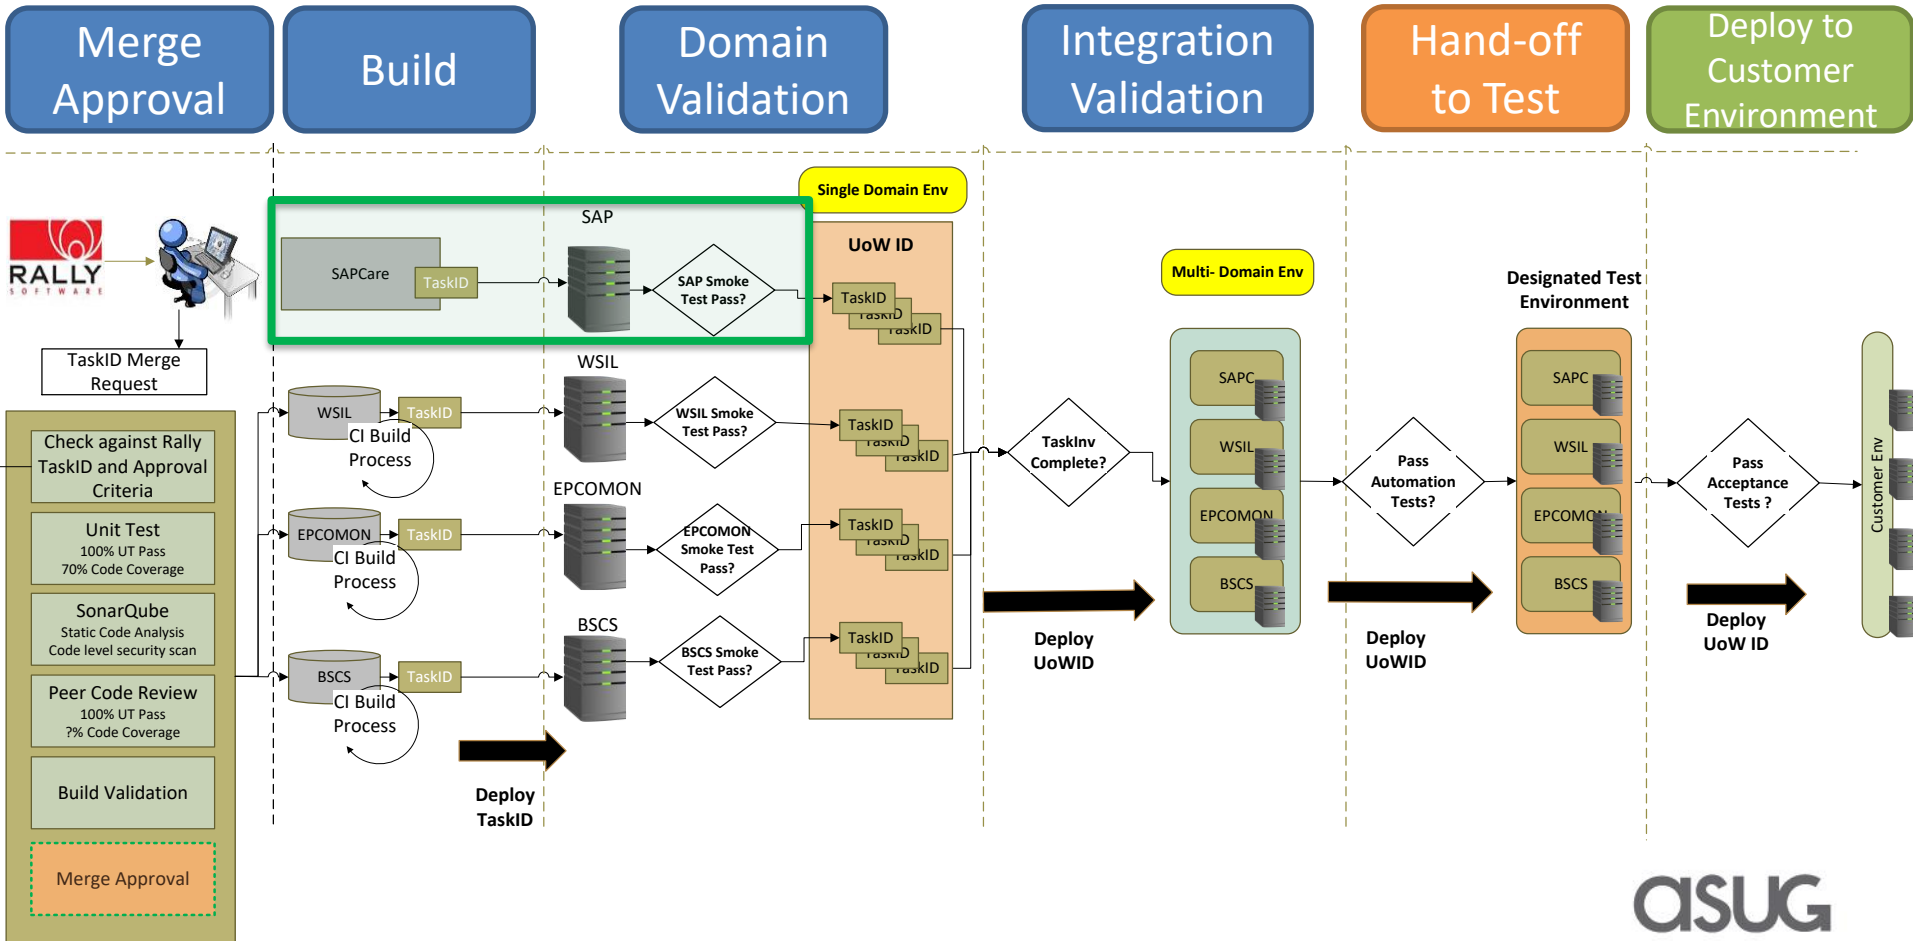 Merge
Approval
Build
Domain
Validation
Integration
Validation
Hand-off
to Test
Deploy to
Customer
Environment
RALLY
SOFTWARE
TaskID Merge
Request
Check against Rally
TaskID and Approval
Criteria
Unit Test
100% UT Pass
70% Code Coverage
SonarQube
Static Code Analysis
Code level security scan
Peer Code Review
100% UT Pass
?% Code Coverage
Build Validation
Merge Approval
SAPCare
TaskID
SAP
SAP Smoke
Test Pass?
WSIL
TaskID
CI Build
Process
WSIL
WSIL Smoke
Test Pass?
EPCOMON
TaskID
CI Build
Process
EPCOMON
EPCOMON
Smoke Test
Pass?
BSCS
TaskID
CI Build
Process
BSCS
BSCS Smoke
Test Pass?
Deploy
TaskID
Single Domain Env
UoW ID
TaskID
TaskID
TaskID
TaskID
TaskID
TaskID
TaskID
TaskID
TaskID
TaskID
TaskID
TaskID
TaskInv
Complete?
Deploy
UoWID
Multi- Domain Env
SAPC
WSIL
EPCOMON
BSCS
Pass
Automation
Tests?
Deploy
UoWID
Designated Test
Environment
SAPC
WSIL
EPCOMON
BSCS
Pass
Acceptance
Tests ?
Deploy
UoW ID
Customer Env
asug